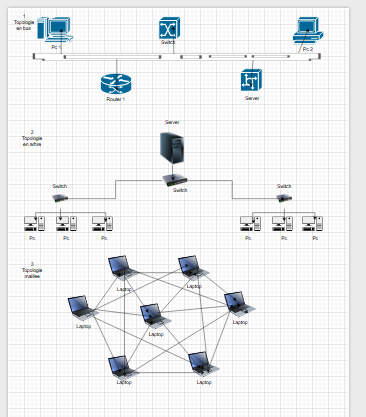 1
Topologie
en bus
Pc 1
Switch
Pc 2
Router 1
Server
2
Topologie
en arbre
Server
Switch
Switch
Switch
Pc
Pc
Pc
Pc
Pc
Pc
3
Topologie
maillée
Laptop
Laptop
Laptop
Laptop
Laptop
Laptop
Laptop